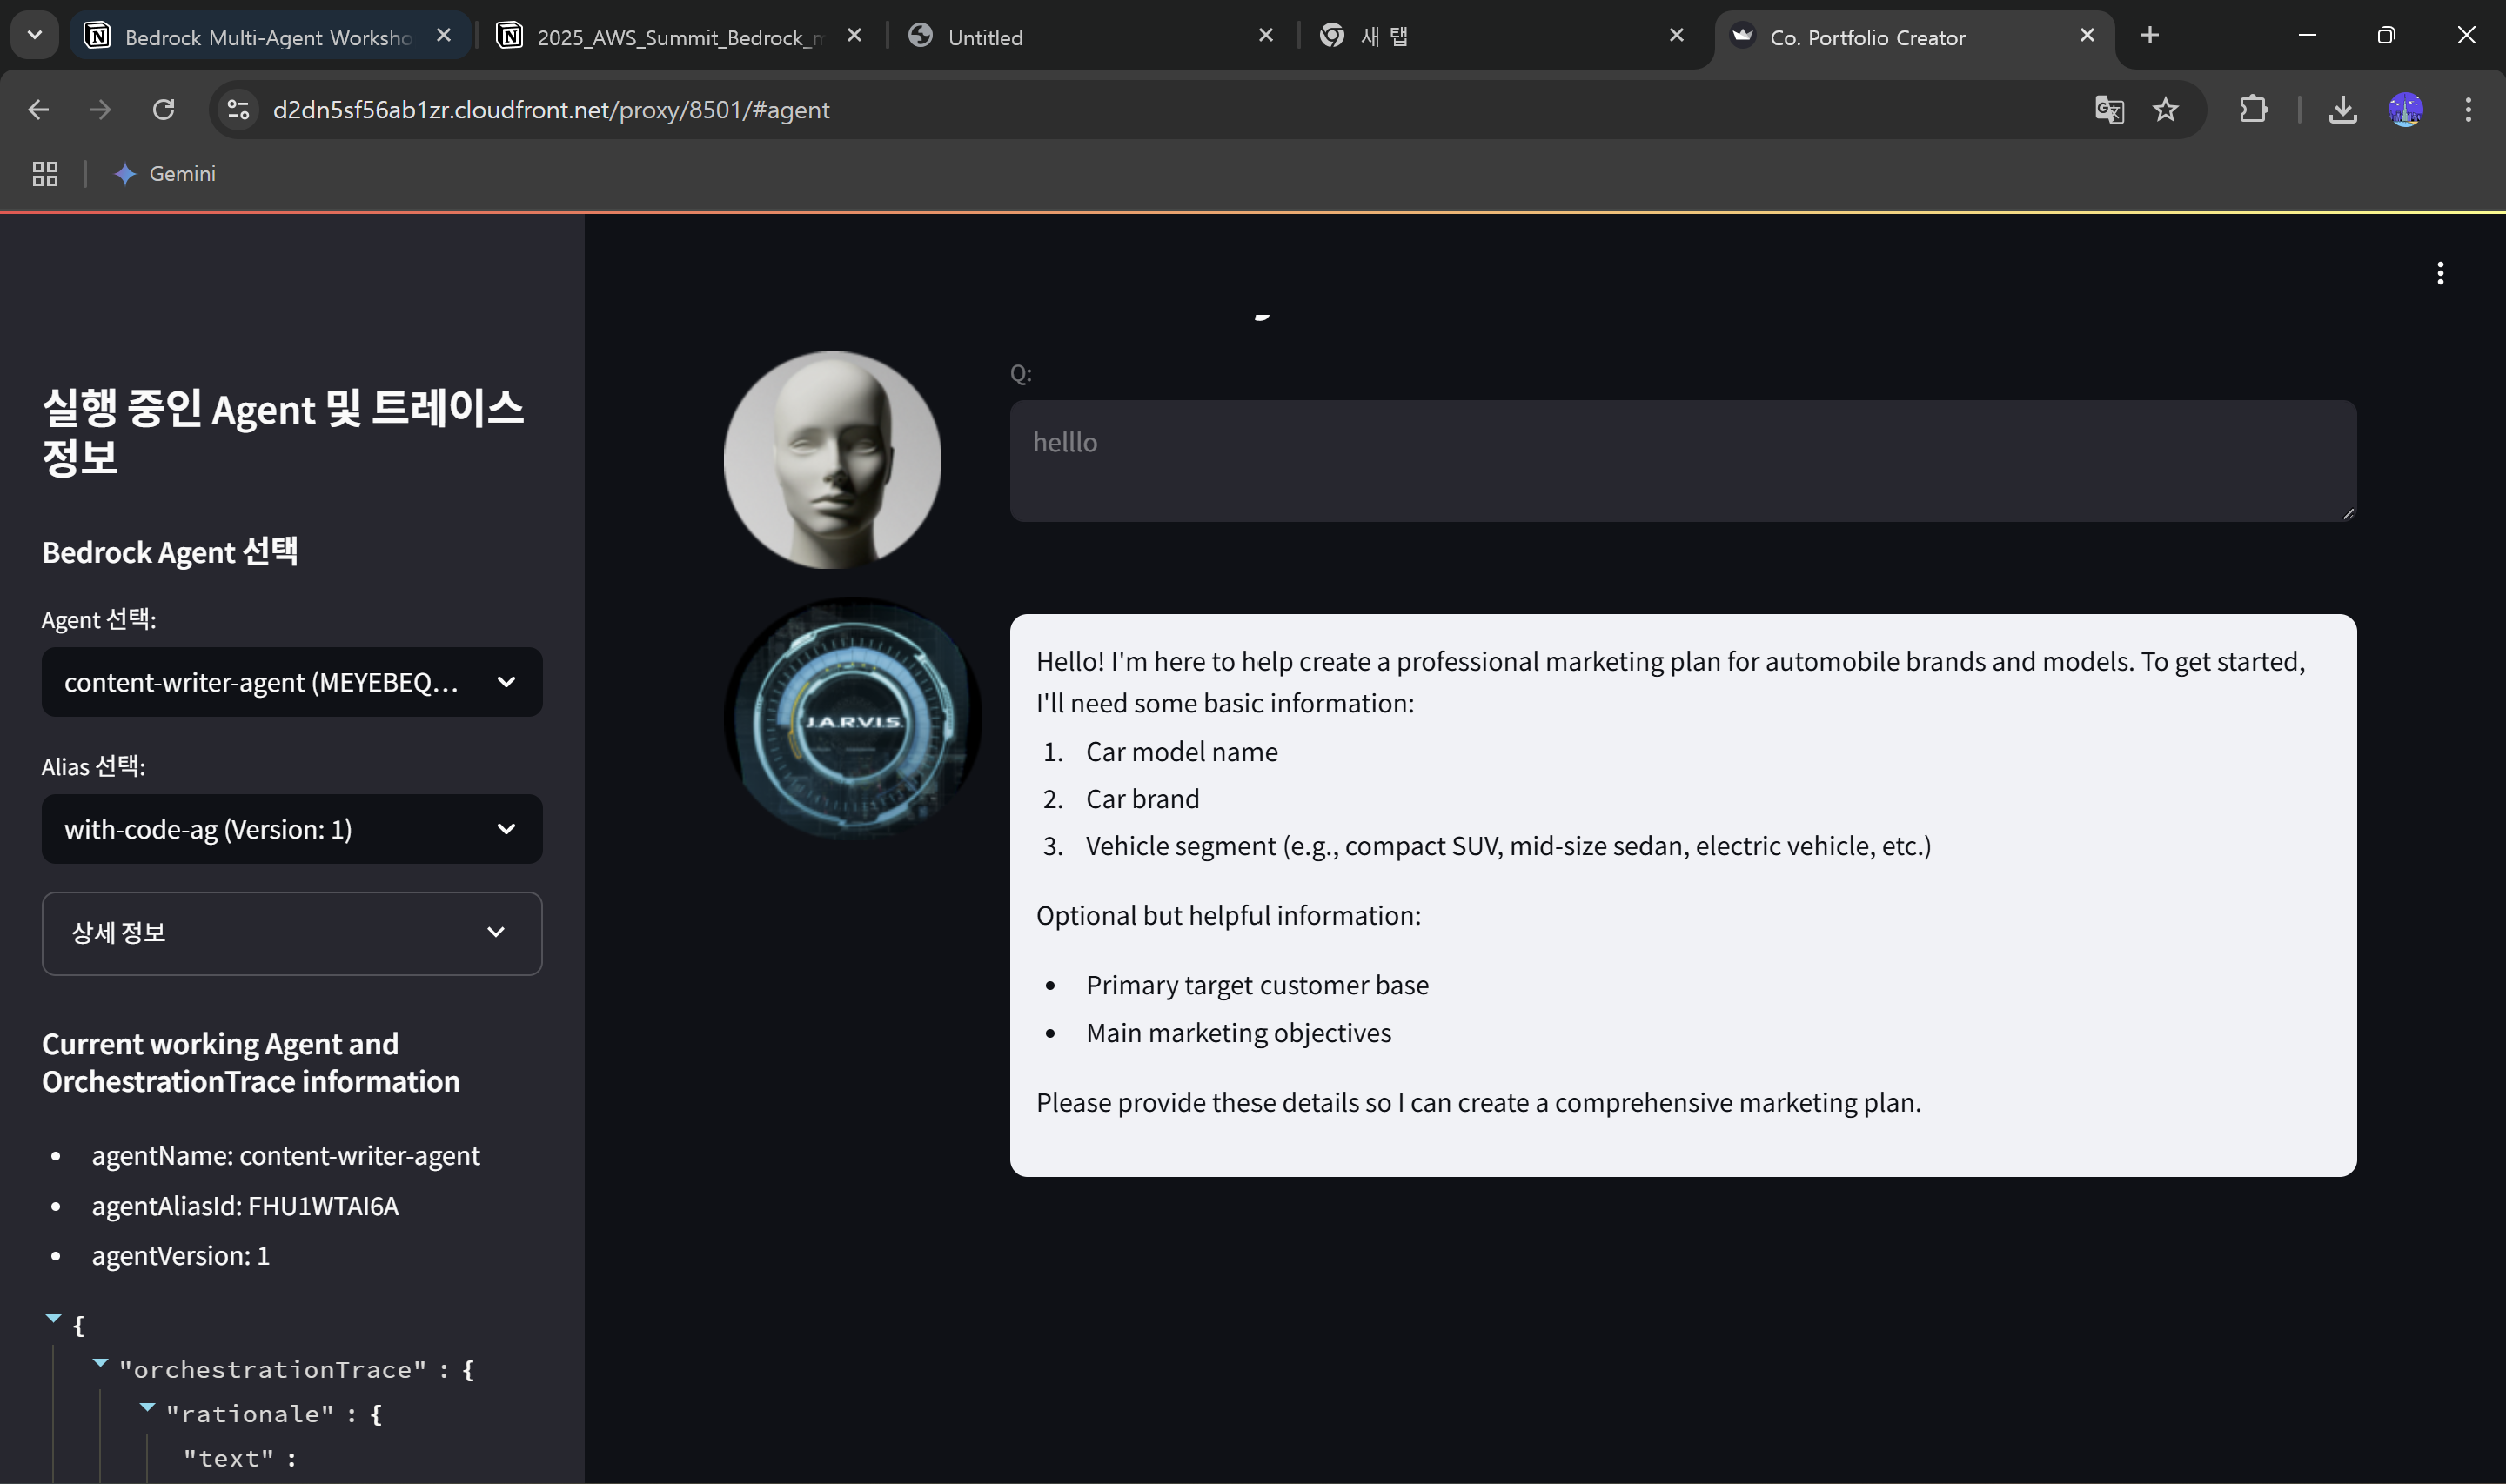 Bedrock Multi-Agent Worksho
2025_AWS_Summit_Bedrock_m
Untitled
새 탭
Co. Portfolio Creator
d2dn5sf56ab1zr.cloudfront.net/proxy/8501/#agent
Gemini
실행 중인 Agent 및 트레이스
정보
Bedrock Agent 선택
Agent 선택:
content-writer-agent (MEYEBEQ...
Alias 선택:
with-code-ag (Version: 1)
상세 정보
Current working Agent and
OrchestrationTrace information
• agentName: content-writer-agent
• agentAliasId: FHU1WTAI6A
• agentVersion: 1
{
"orchestrationTrace" : {
"rationale" : {
"text" :
Q:
helllo
J.A.R.V.I.S.
Hello! I'm here to help create a professional marketing plan for automobile brands and models. To get started,
I'll need some basic information:
1. Car model name
2. Car brand
3. Vehicle segment (e.g., compact SUV, mid-size sedan, electric vehicle, etc.)
Optional but helpful information:
• Primary target customer base
• Main marketing objectives
Please provide these details so I can create a comprehensive marketing plan.